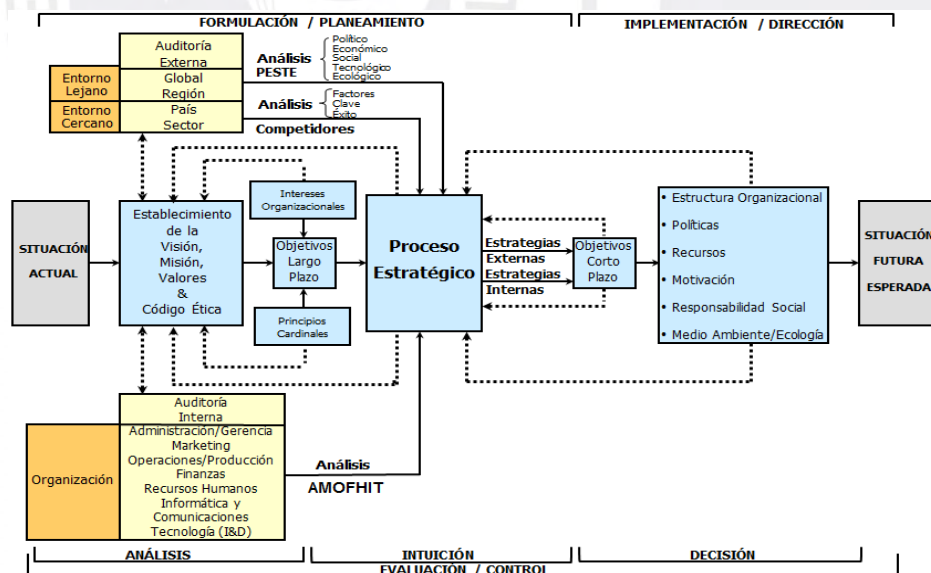 FORMULACIÓN / PLANEAMIENTO
IMPLEMENTACIÓN / DIRECCIÓN
Auditoría
Externa
Entorno
Lejano
Global
Región
Entorno
Cercano
País
Sector
Análisis
PESTE
Político
Económico
Social
Tecnológico
Ecológico
Análisis
Competidores
Factores
Clave
Éxito
SITUACIÓN
ACTUAL
Establecimiento
de la
Visión,
Misión,
Valores
&
Código Ética
Intereses
Organizacionales
Objetivos
Largo
Plazo
Principios
Cardinales
Proceso
Estratégico
Estrategias
Externas
Estrategias
Internas
Objetivos
Corto
Plazo
• Estructura Organizacional
• Políticas
• Recursos
• Motivación
• Responsabilidad Social
• Medio Ambiente/Ecología
SITUACIÓN
FUTURA
ESPERADA
Organización
Auditoría
Interna
Administración/Gerencia
Marketing
Operaciones/Producción
Finanzas
Recursos Humanos
Informática y
Comunicaciones
Tecnología (I&D)
Análisis
AMOFHIT
ANÁLISIS
INTUICIÓN
DECISIÓN
EVALUACIÓN / CONTROL